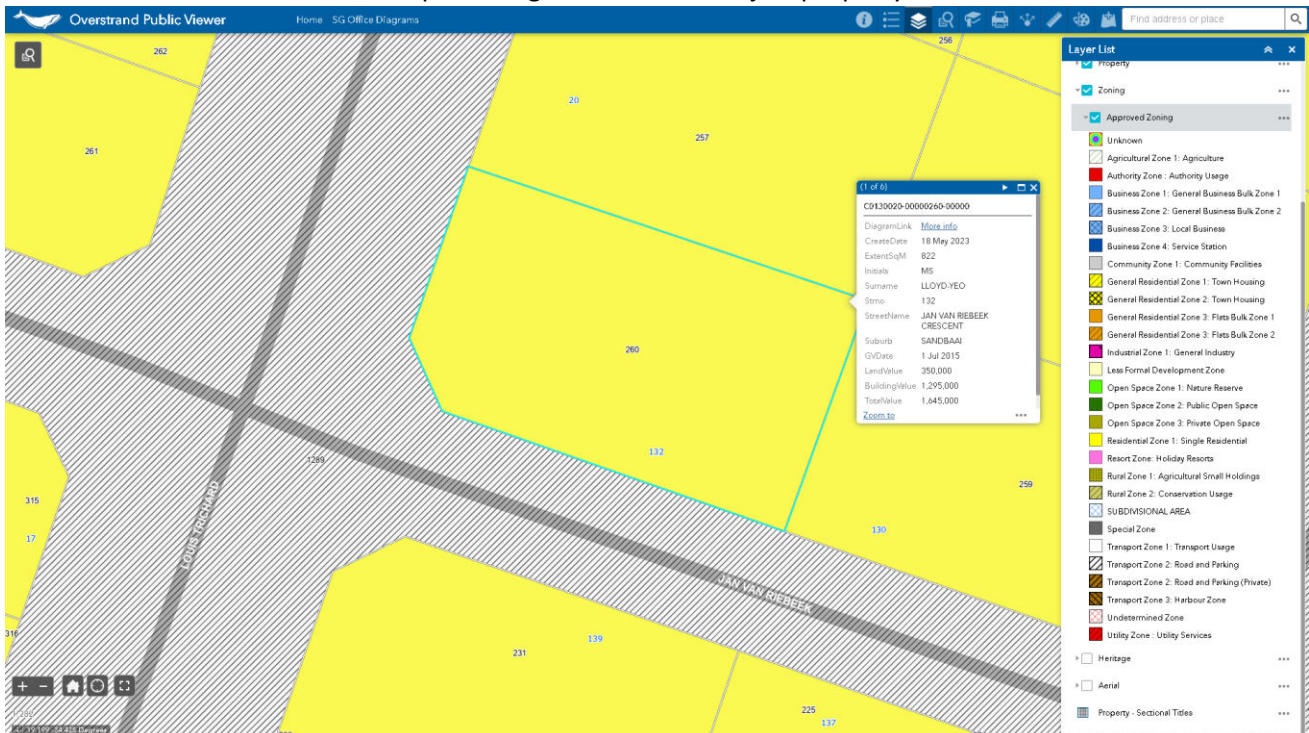 Overstrand Public Viewer
Home SG Office Diagrams
Find address or place
262
261
20
257
256
260
132
259
130
1289
315
17
316
139
231
225
137
LOUIS TRICHARD
JAN VAN RIEBEEK
(1 of 6)
C0130020-00000260-00000
DiagramLink More info
CreateDate 18 May 2023
ExtentSqM 822
Initials MS
Surname LLOYD-YEO
Strno 132
StreetName JAN VAN RIEBEEK
CRESCENT
Suburb SANDBAAI
GVDate 1 Jul 2015
LandValue 350,000
BuildingValue 1,295,000
TotalValue 1,645,000
Zoom to
Layer List
Property
Zoning
Approved Zoning
Unknown
Agricultural Zone 1: Agriculture
Authority Zone : Authority Usage
Business Zone 1: General Business Bulk Zone 1
Business Zone 2: General Business Bulk Zone 2
Business Zone 3: Local Business
Business Zone 4: Service Station
Community Zone 1: Community Facilities
General Residential Zone 1: Town Housing
General Residential Zone 2: Town Housing
General Residential Zone 3: Flats Bulk Zone 1
General Residential Zone 3: Flats Bulk Zone 2
Industrial Zone 1: General Industry
Less Formal Development Zone
Open Space Zone 1: Nature Reserve
Open Space Zone 2: Public Open Space
Open Space Zone 3: Private Open Space
Residential Zone 1: Single Residential
Resort Zone: Holiday Resorts
Rural Zone 1: Agricultural Small Holdings
Rural Zone 2: Conservation Usage
SUBDIVISIONAL AREA
Special Zone
Transport Zone 1: Transport Usage
Transport Zone 2: Road and Parking
Transport Zone 2: Road and Parking (Private)
Transport Zone 3: Harbour Zone
Undetermined Zone
Utility Zone : Utility Services
Heritage
Aerial
Property - Sectional Titles